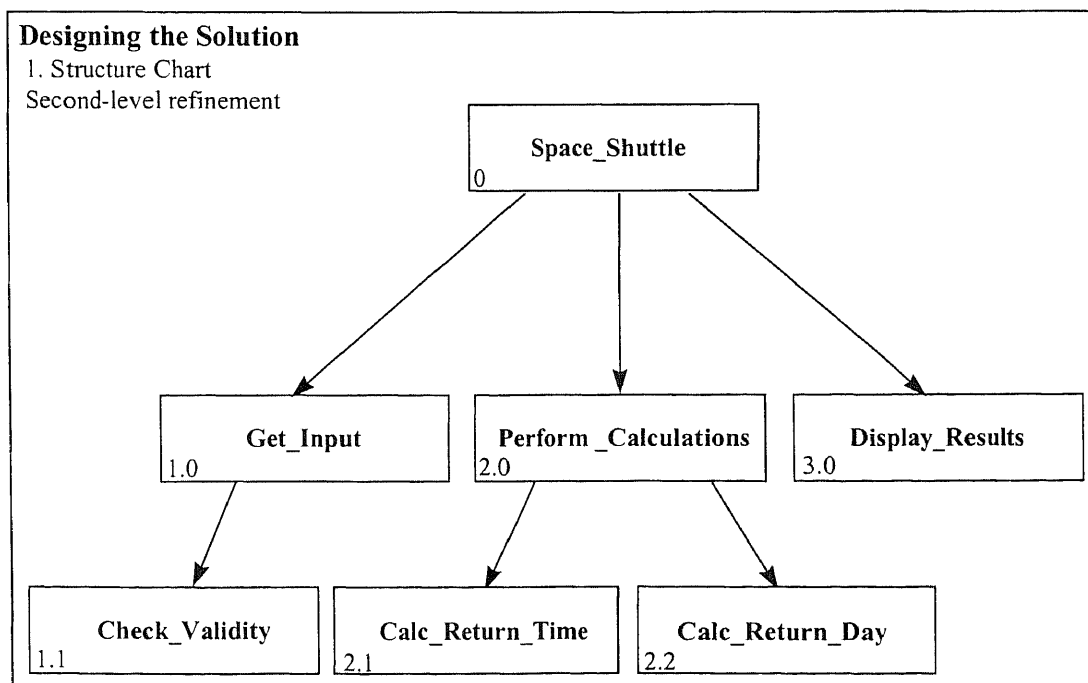 Designing the Solution
1. Structure Chart
Second-level refinement
Space_Shuttle
0
Get_Input
1.0
Perform _Calculations
2.0
Display_Results
3.0
Check_Validity
1.1
Calc_Return_Time
2.1
Calc_Return_Day
2.2